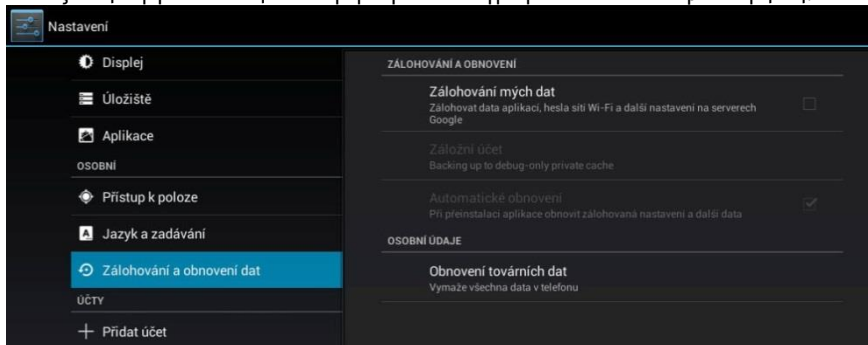 Nastavení
Displej
Úložiště
Aplikace
OSOBNÍ
Přístup k poloze
Jazyk a zadávání
Zálohování a obnovení dat
ÚČTY
Přidat účet
ZÁLOHOVÁNÍ A OBNOVENÍ
Zálohování mých dat
Zálohovat data aplikací, hesla sítí Wi-Fi a další nastavení na serverech
Google
Záložní účet
Backing up to debug-only private cache
Automatické obnovení
Při přeinstalaci aplikace obnovit zálohovaná nastavení a další data
OSOBNÍ ÚDAJE
Obnovení továrních dat
Vymaže všechna data v telefonu